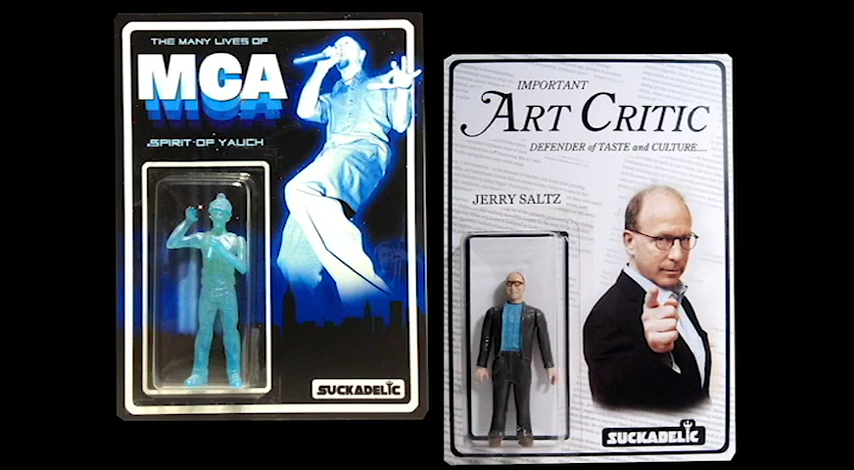 THE MANY LIVES OF
MCA
SPIRIT OF YAUCH
SUCKADELIC
IMPORTANT
ART CRITIC
DEFENDER of TASTE and CULTURE....
JERRY SALTZ
SUCKADELIC